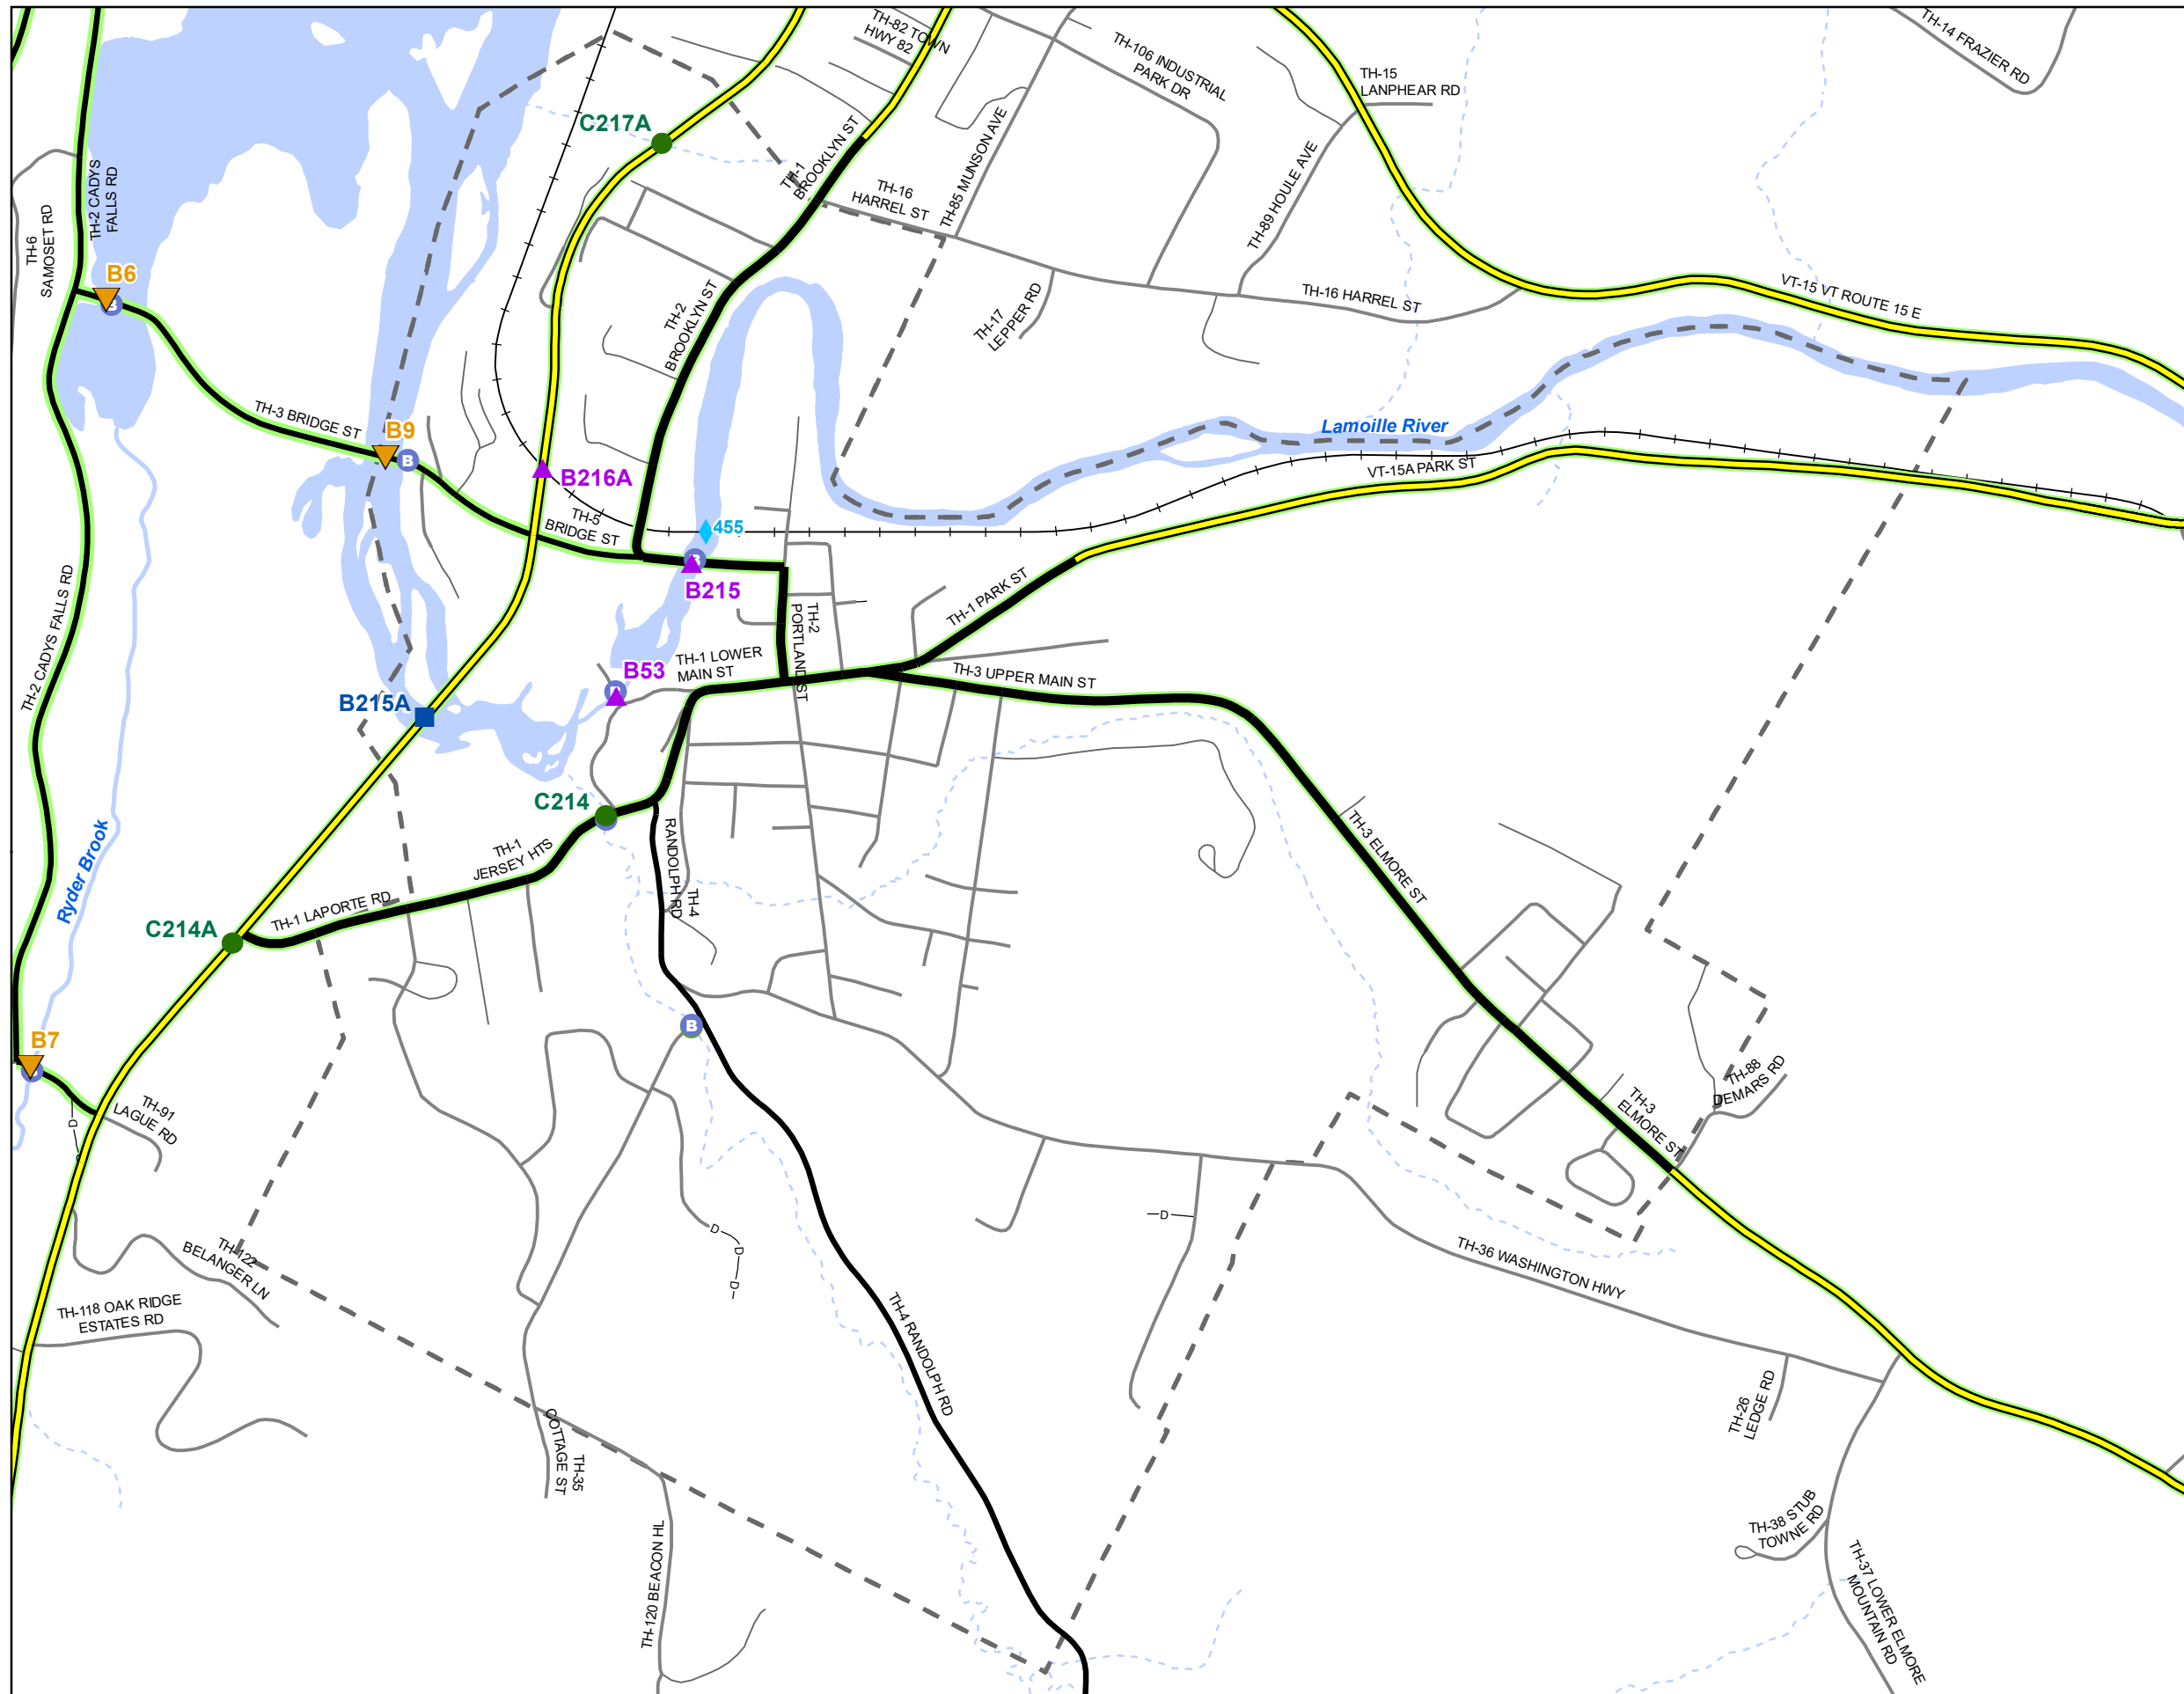 TH-82 TOWN
HWY 82
TH-106 INDUSTRIAL
PARK DR
TH-15
LANPHEAR RD
TH-14 FRAZIER RD
C217A
TH-1
BROOKLYN ST
TH-85 MUNSON AVE
TH-16
HARREL ST
TH-89 HOULE AVE
TH-2 CADYS
FALLS RD
TH-6
SAMOSET RD
B6
B
TH-2
BROOKLYN ST
TH-17
LEPPER RD
TH-16 HARREL ST
VT-15 VT ROUTE 15 E
TH-3 BRIDGE ST
B9
B
B216A
Lamoille River
VT-15A PARK ST
TH-5
BRIDGE ST
455
B
B215
TH-2 CADYS FALLS RD
TH-2
PORTLAND ST
TH-1 PARK ST
TH-1 LOWER
MAIN ST
B53
TH-3 UPPER MAIN ST
B215A
C214
TH-1
JERSEY HTS
RANDOLPH RD
TH-4
TH-3 ELMORE ST
Ryder Brook
TH-1 LAPORTE RD
C214A
B7
B
B
D
TH-91
LAGUE RD
TH-88
DEMARS RD
TH-3
ELMORE ST
D
D
D
D
TH-122
BELANGER LN
TH-36 WASHINGTON HWY
TH-118 OAK RIDGE
ESTATES RD
TH-4 RANDOLPH RD
TH-26
LEDGE RD
TH-35
COTTAGE ST
TH-38 STUB
TOWNE RD
TH-120 BEACON HL
TH-37 LOWER ELMORE
MOUNTAIN RD